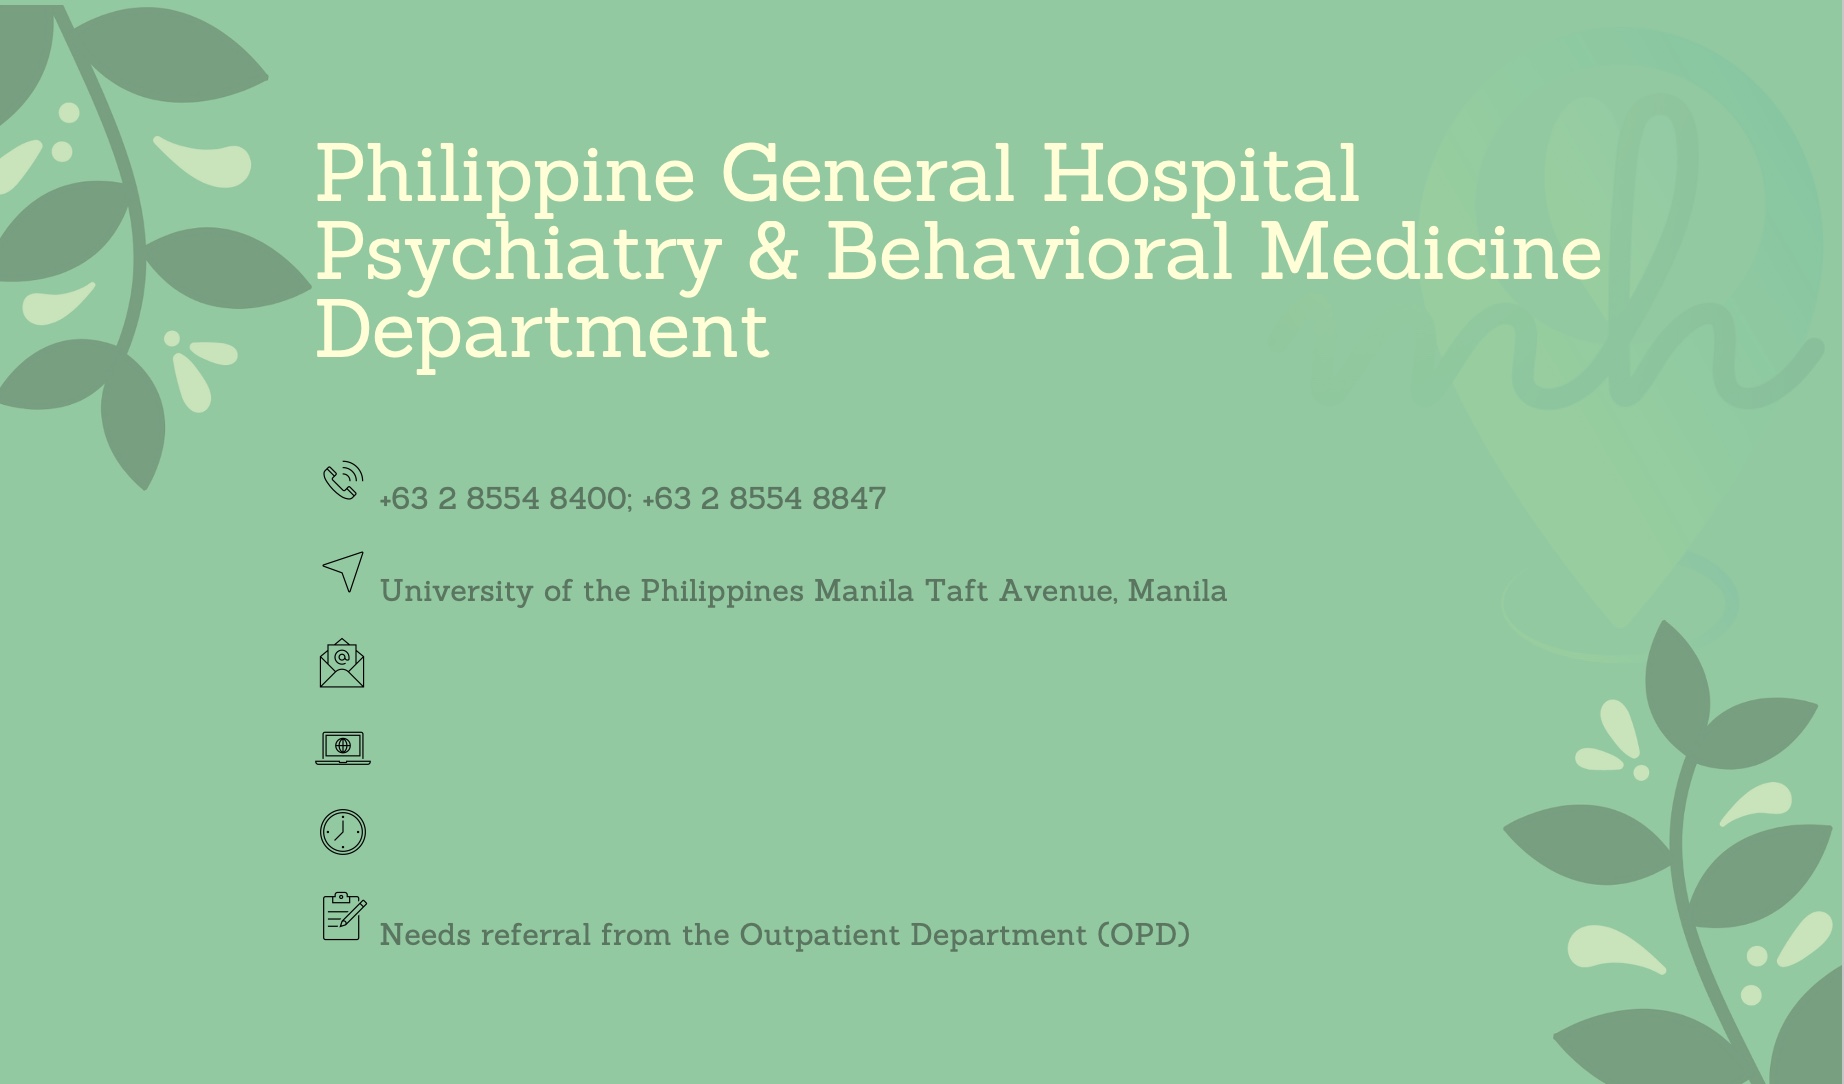 Philippine General Hospital
Psychiatry & Behavioral Medicine
Department
+63 2 8554 8400; +63 2 8554 8847
University of the Philippines Manila Taft Avenue, Manila
Needs referral from the Outpatient Department (OPD)